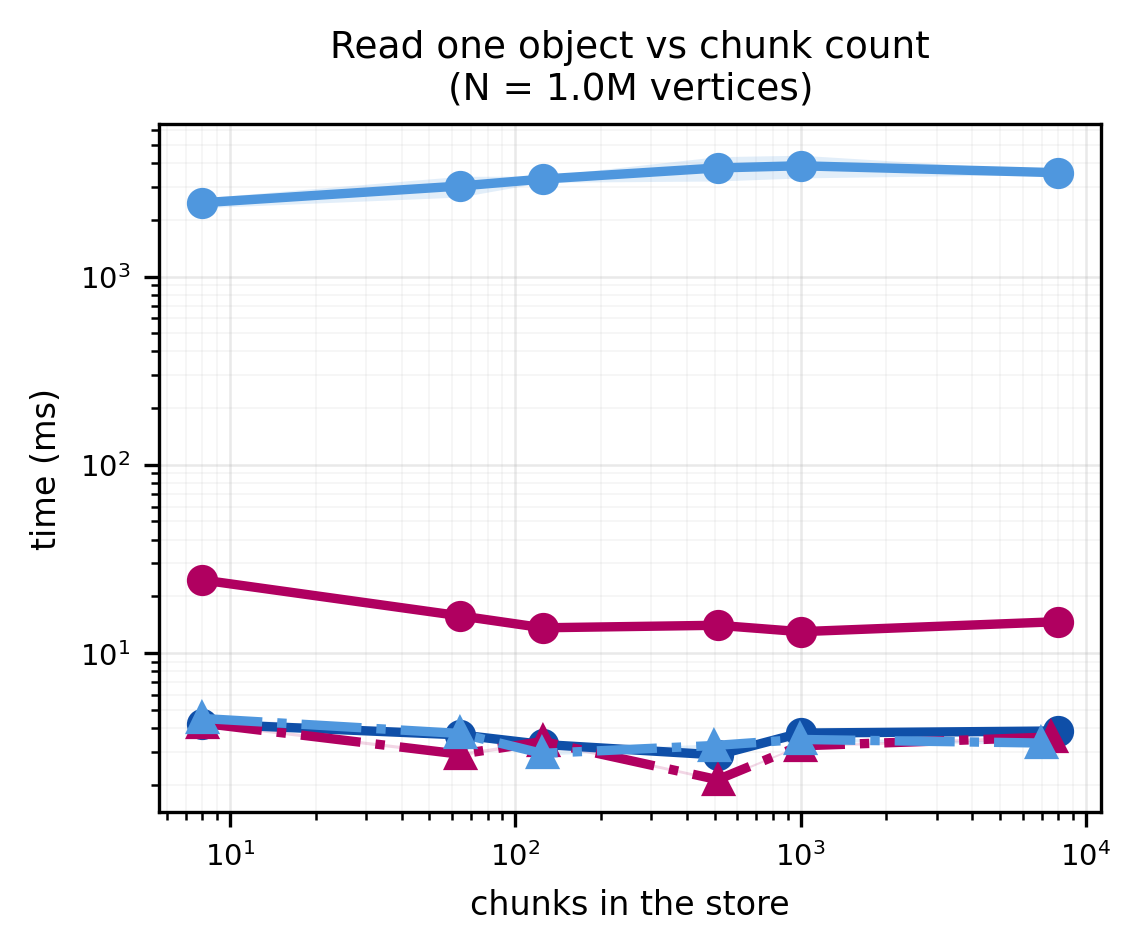 Read one object vs chunk count
(N = 1.0M vertices)
time (ms)
10³
10²
10¹
10¹ 10² 10³ 10⁴
chunks in the store